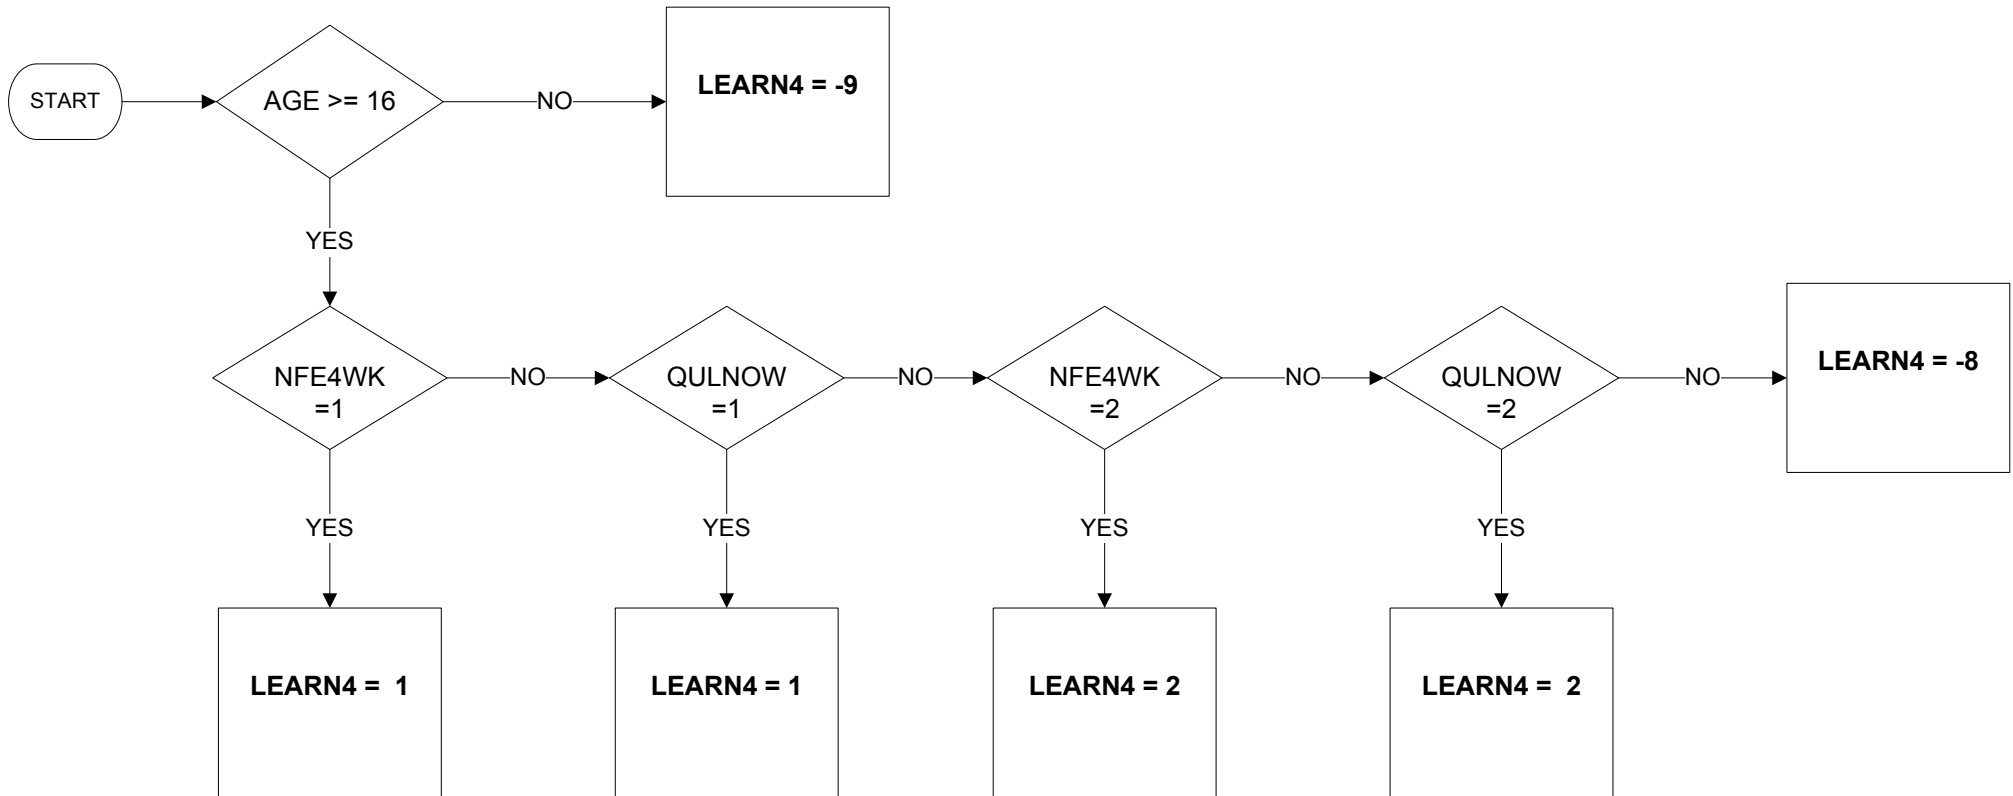 START
AGE >= 16
NO
LEARN4 = -9
YES
NFE4WK
=1
NO
QULNOW
=1
NO
NFE4WK
=2
NO
QULNOW
=2
NO
LEARN4 = -8
YES
YES
YES
YES
LEARN4 =  1
LEARN4 = 1
LEARN4 = 2
LEARN4 =  2